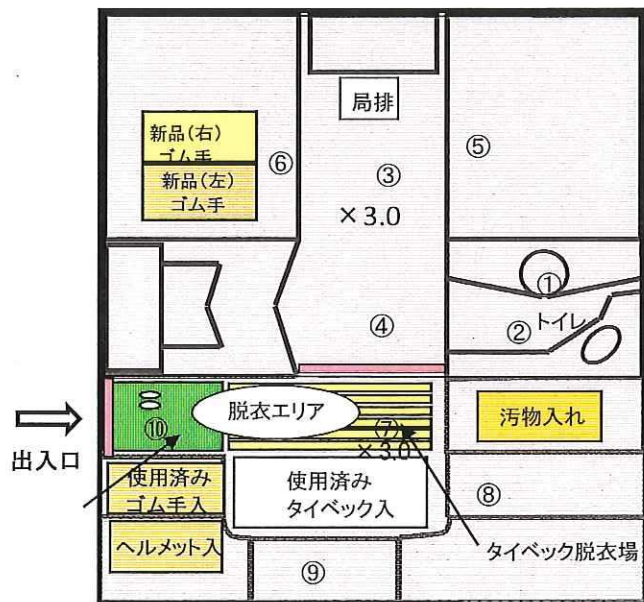 局排
新品(右)
ゴム手
新品(左)
ゴム手
⑥
③
×3.0
⑤
①
④
②
トイレ
出入口
⑩
脱衣エリア
⑦
×3.0
汚物入れ
使用済み
ゴム手入
使用済み
タイベック入
⑧
ヘルメット入
⑨
タイベック脱衣場